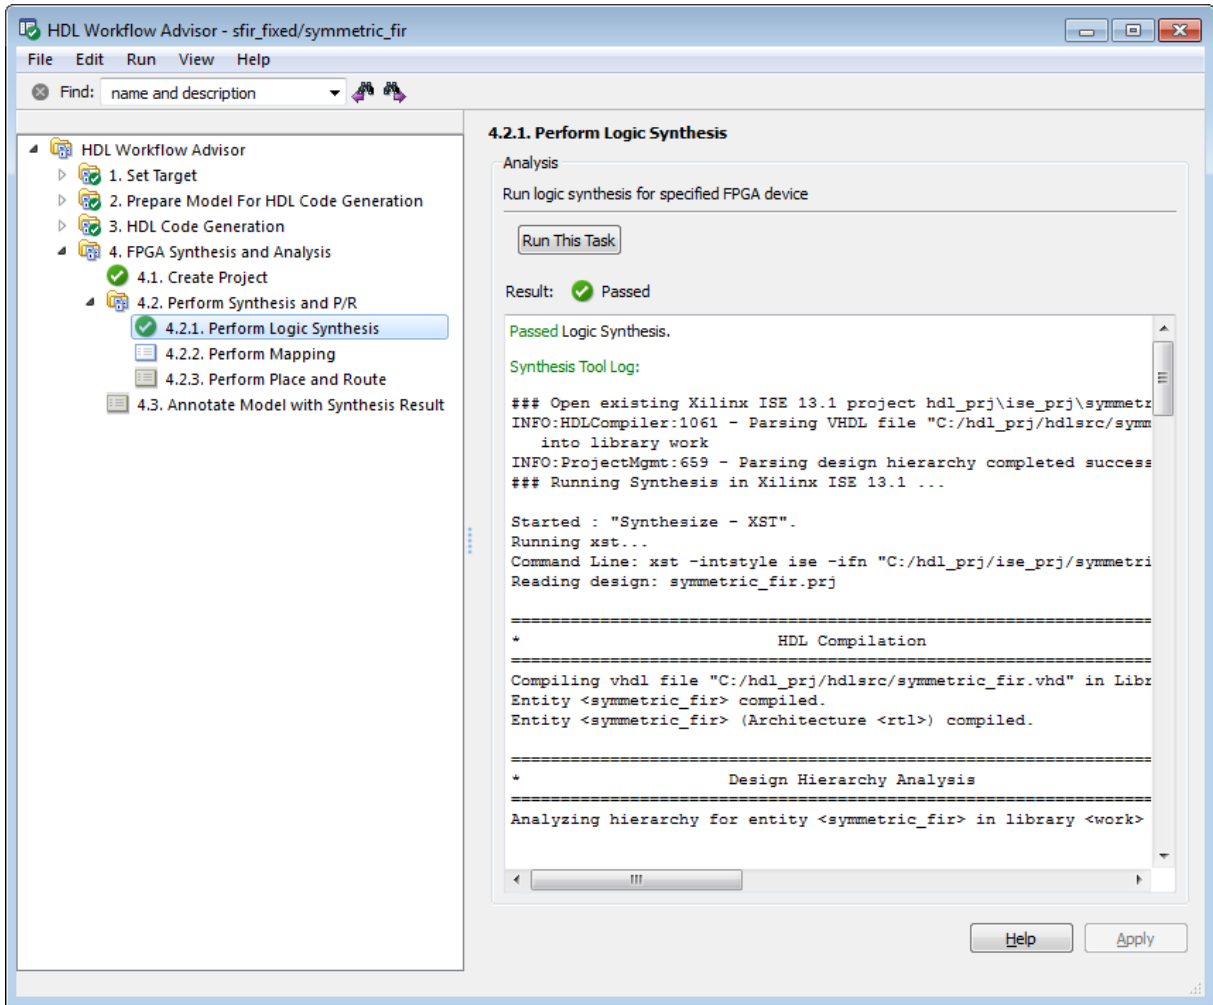 HDL Workflow Advisor - sfir_fixed/symmetric_fir
File Edit Run View Help
Find: name and description
HDL Workflow Advisor
1. Set Target
2. Prepare Model For HDL Code Generation
3. HDL Code Generation
4. FPGA Synthesis and Analysis
4.1. Create Project
4.2. Perform Synthesis and P/R
4.2.1. Perform Logic Synthesis
4.2.2. Perform Mapping
4.2.3. Perform Place and Route
4.3. Annotate Model with Synthesis Result
4.2.1. Perform Logic Synthesis
Analysis
Run logic synthesis for specified FPGA device
Run This Task
Result: Passed
Passed Logic Synthesis.
Synthesis Tool Log:
### Open existing Xilinx ISE 13.1 project hdl_prj\ise_prj\symmetr
INFO:HDLCompiler:1061 - Parsing VHDL file "C:/hdl_prj/hdlsrc/symm
into library work
INFO:ProjectMgmt:659 - Parsing design hierarchy completed success
### Running Synthesis in Xilinx ISE 13.1 ...
Started : "Synthesize - XST".
Running xst...
Command Line: xst -intstyle ise -ifn "C:/hdl_prj/ise_prj/symmetri
Reading design: symmetric_fir.prj
=================================================================
* HDL Compilation
=================================================================
Compiling vhdl file "C:/hdl_prj/hdlsrc/symmetric_fir.vhd" in Libr
Entity <symmetric_fir> compiled.
Entity <symmetric_fir> (Architecture <rtl>) compiled.
=================================================================
* Design Hierarchy Analysis
=================================================================
Analyzing hierarchy for entity <symmetric_fir> in library <work>
Help Apply